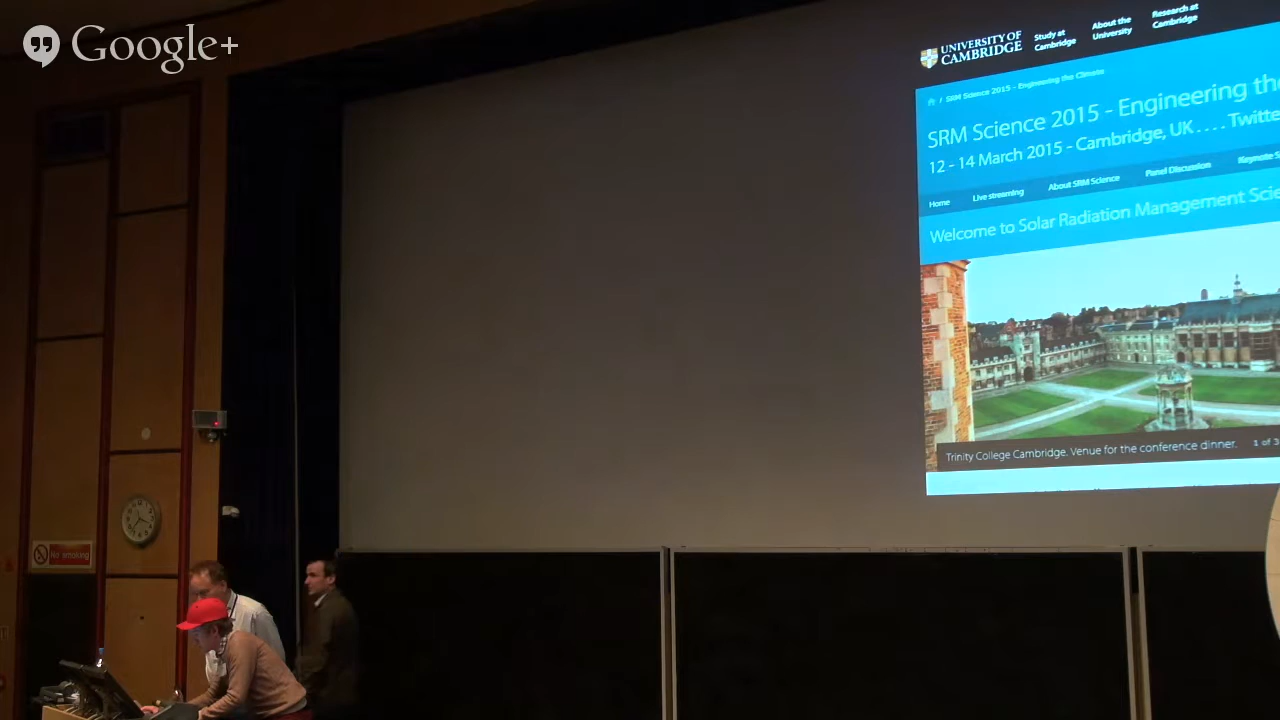 Google+
UNIVERSITY OF
CAMBRIDGE
Study at
Cambridge
About the
University
Research at
Cambridge
/ SRM Science 2015 - Engineering the Climate
SRM Science 2015 - Engineering the
12 - 14 March 2015 - Cambridge, UK . . . . . Twitte
Home
Live streaming
About SRM Science
Panel Discussion
Keynote S
Welcome to Solar Radiation Management Scie
Trinity College Cambridge. Venue for the conference dinner.
1 of 3
No smoking